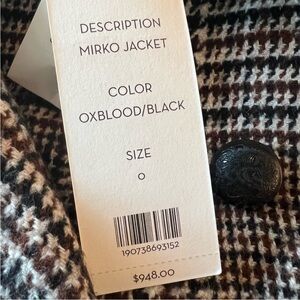 DESCRIPTION
MIRKO JACKET
COLOR
OXBLOOD/BLACK
SIZE
0
190738693152
$948.00